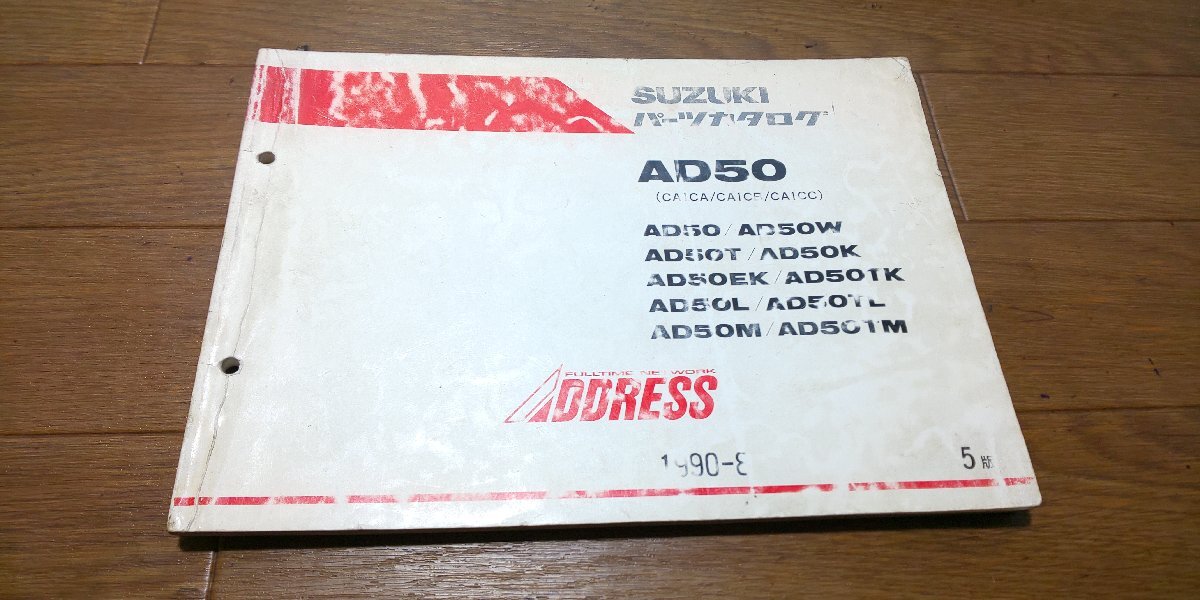 SUZUKI
パーツカタログ
AD50
(CA1CA/CA1CB/CA1CC)
AD50/AD50W
AD50T/AD50K
AD50EK/AD50TK
AD50L/AD50TL
AD50M/AD50TM
FULLTIME NETWORK
ADDRESS
1990-8
5版